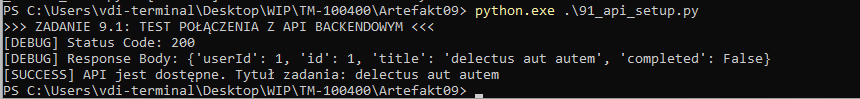 PS C:\Users\vdi-terminal\Desktop\WIP\TM-100400\Artefakt09> python.exe .\91_api_setup.py
>>> ZADANIE 9.1: TEST POŁĄCZENIA Z API BACKENDOWYM <<<
[DEBUG] Status Code: 200
[DEBUG] Response Body: {'userId': 1, 'id': 1, 'title': 'delectus aut autem', 'completed': False}
[SUCCESS] API jest dostępne. Tytuł zadania: delectus aut autem
PS C:\Users\vdi-terminal\Desktop\WIP\TM-100400\Artefakt09>